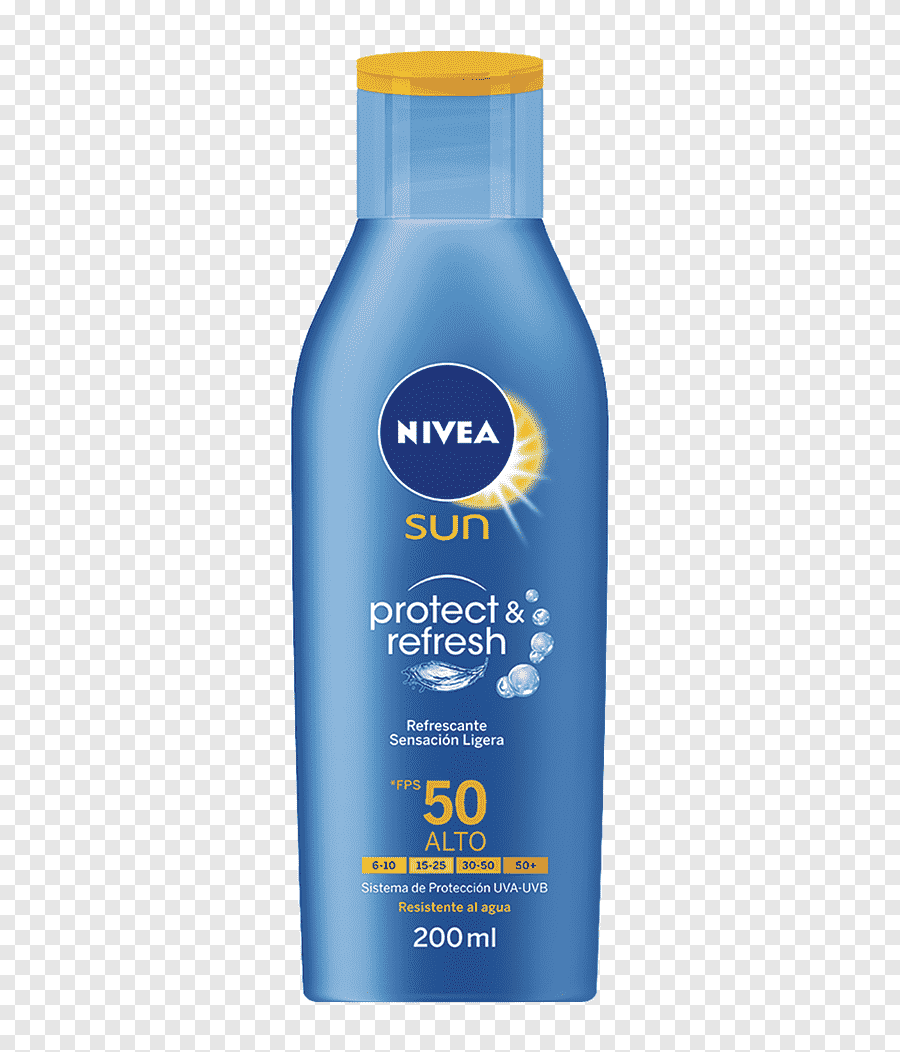 NIVEA
sun
protect &
refresh
Refrescante
Sensación Ligera
*FPS 50
ALTO
6-10 15-25 30-50 50+
Sistema de Protección UVA-UVB
Resistente al agua
200ml